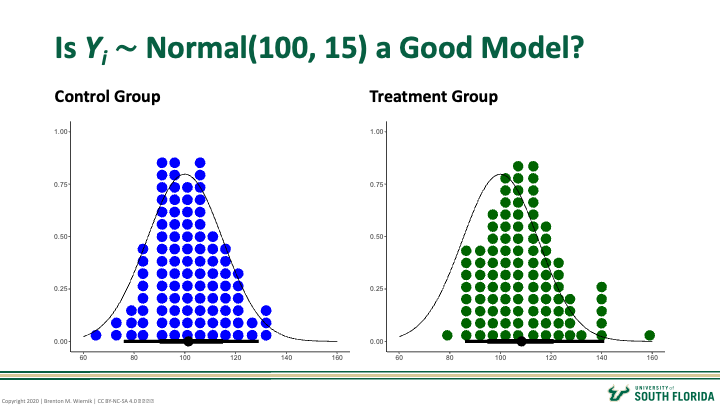 Is Yi ~ Normal(100, 15) a Good Model?
Control Group
Treatment Group
1.00
0.75
0.50
0.25
0.00
60 80 100 120 140 160
1.00
0.75
0.50
0.25
0.00
60 80 100 120 140 160
Copyright 2020 | Brenton M. Wiernik | CC BY-NC-SA 4.0
UNIVERSITY of
SOUTH FLORIDA